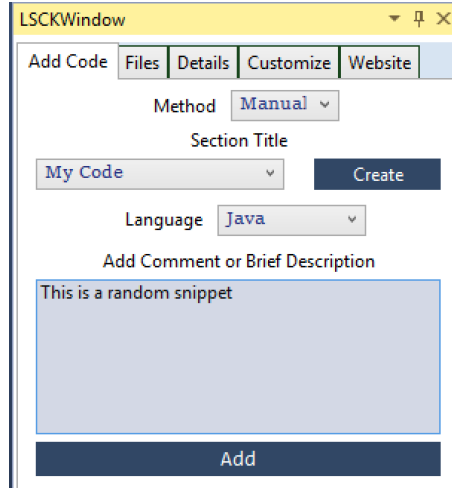 LSCKWindow
Add Code Files Details Customize Website
Method Manual
Section Title
My Code Create
Language Java
Add Comment or Brief Description
This is a random snippet
Add